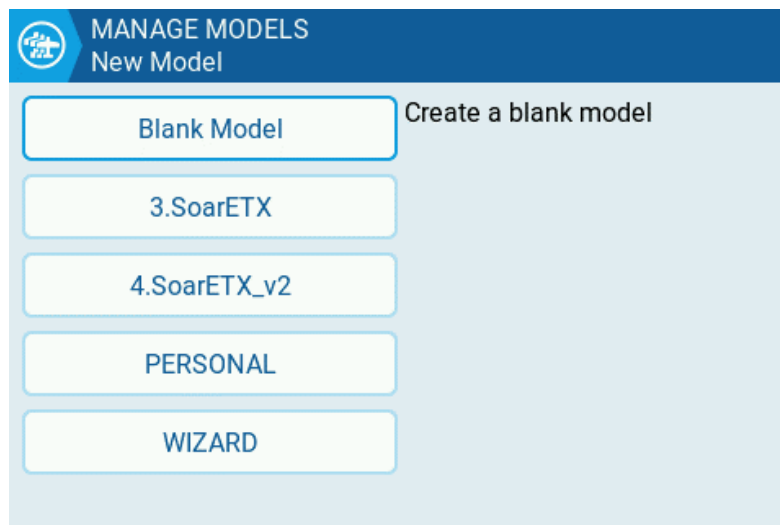 MANAGE MODELS
New Model
Blank Model
Create a blank model
3.SoarETX
4.SoarETX_v2
PERSONAL
WIZARD